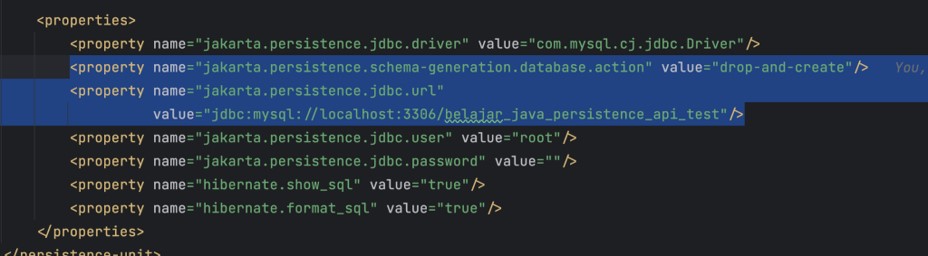 <properties>
<property name="jakarta.persistence.jdbc.driver" value="com.mysql.cj.jdbc.Driver"/>
<property name="jakarta.persistence.schema-generation.database.action" value="drop-and-create"/> You,
<property name="jakarta.persistence.jdbc.url"
value="jdbc:mysql://localhost:3306/belajar_java_persistence_api_test"/>
<property name="jakarta.persistence.jdbc.user" value="root"/>
<property name="jakarta.persistence.jdbc.password" value=""/>
<property name="hibernate.show_sql" value="true"/>
<property name="hibernate.format_sql" value="true"/>
</properties>
</persistence-unit>